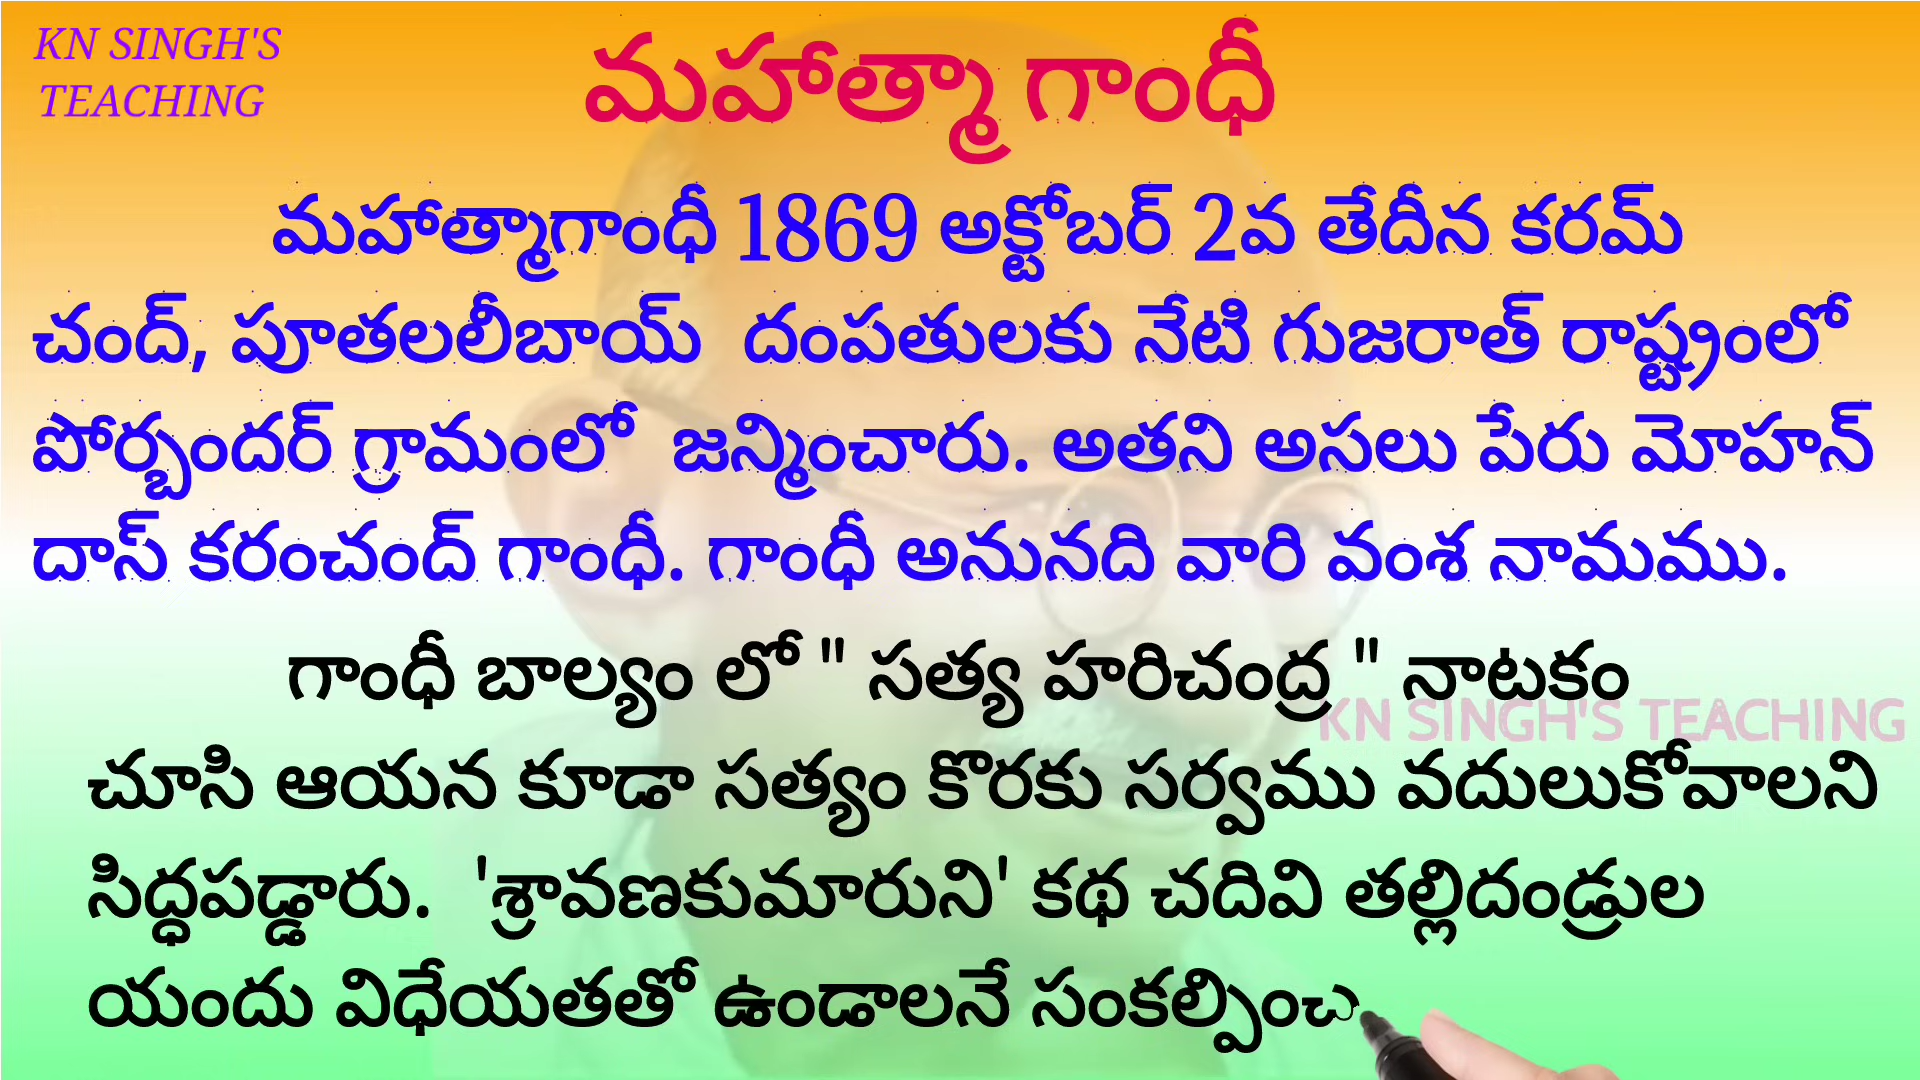 KN SINGH'S
TEACHING
మహాత్మా గాంధీ
మహాత్మాగాంధీ 1869 అక్టోబర్ 2వ తేదీన కరమ్
చంద్, పూతలలీబాయ్ దంపతులకు నేటి గుజరాత్ రాష్ట్రంలో
పోర్బందర్ గ్రామంలో జన్మించారు. అతని అసలు పేరు మోహన్
దాస్ కరంచంద్ గాంధీ. గాంధీ అనునది వారి వంశ నామము.
గాంధీ బాల్యం లో " సత్య హరిచంద్ర " నాటకం
KN SINGH'S TEACHING
చూసి ఆయన కూడా సత్యం కొరకు సర్వము వదులుకోవాలని
సిద్ధపడ్డారు. 'శ్రావణకుమారుని' కథ చదివి తల్లిదండ్రుల
యందు విధేయతతో ఉండాలనే సంకల్పించ